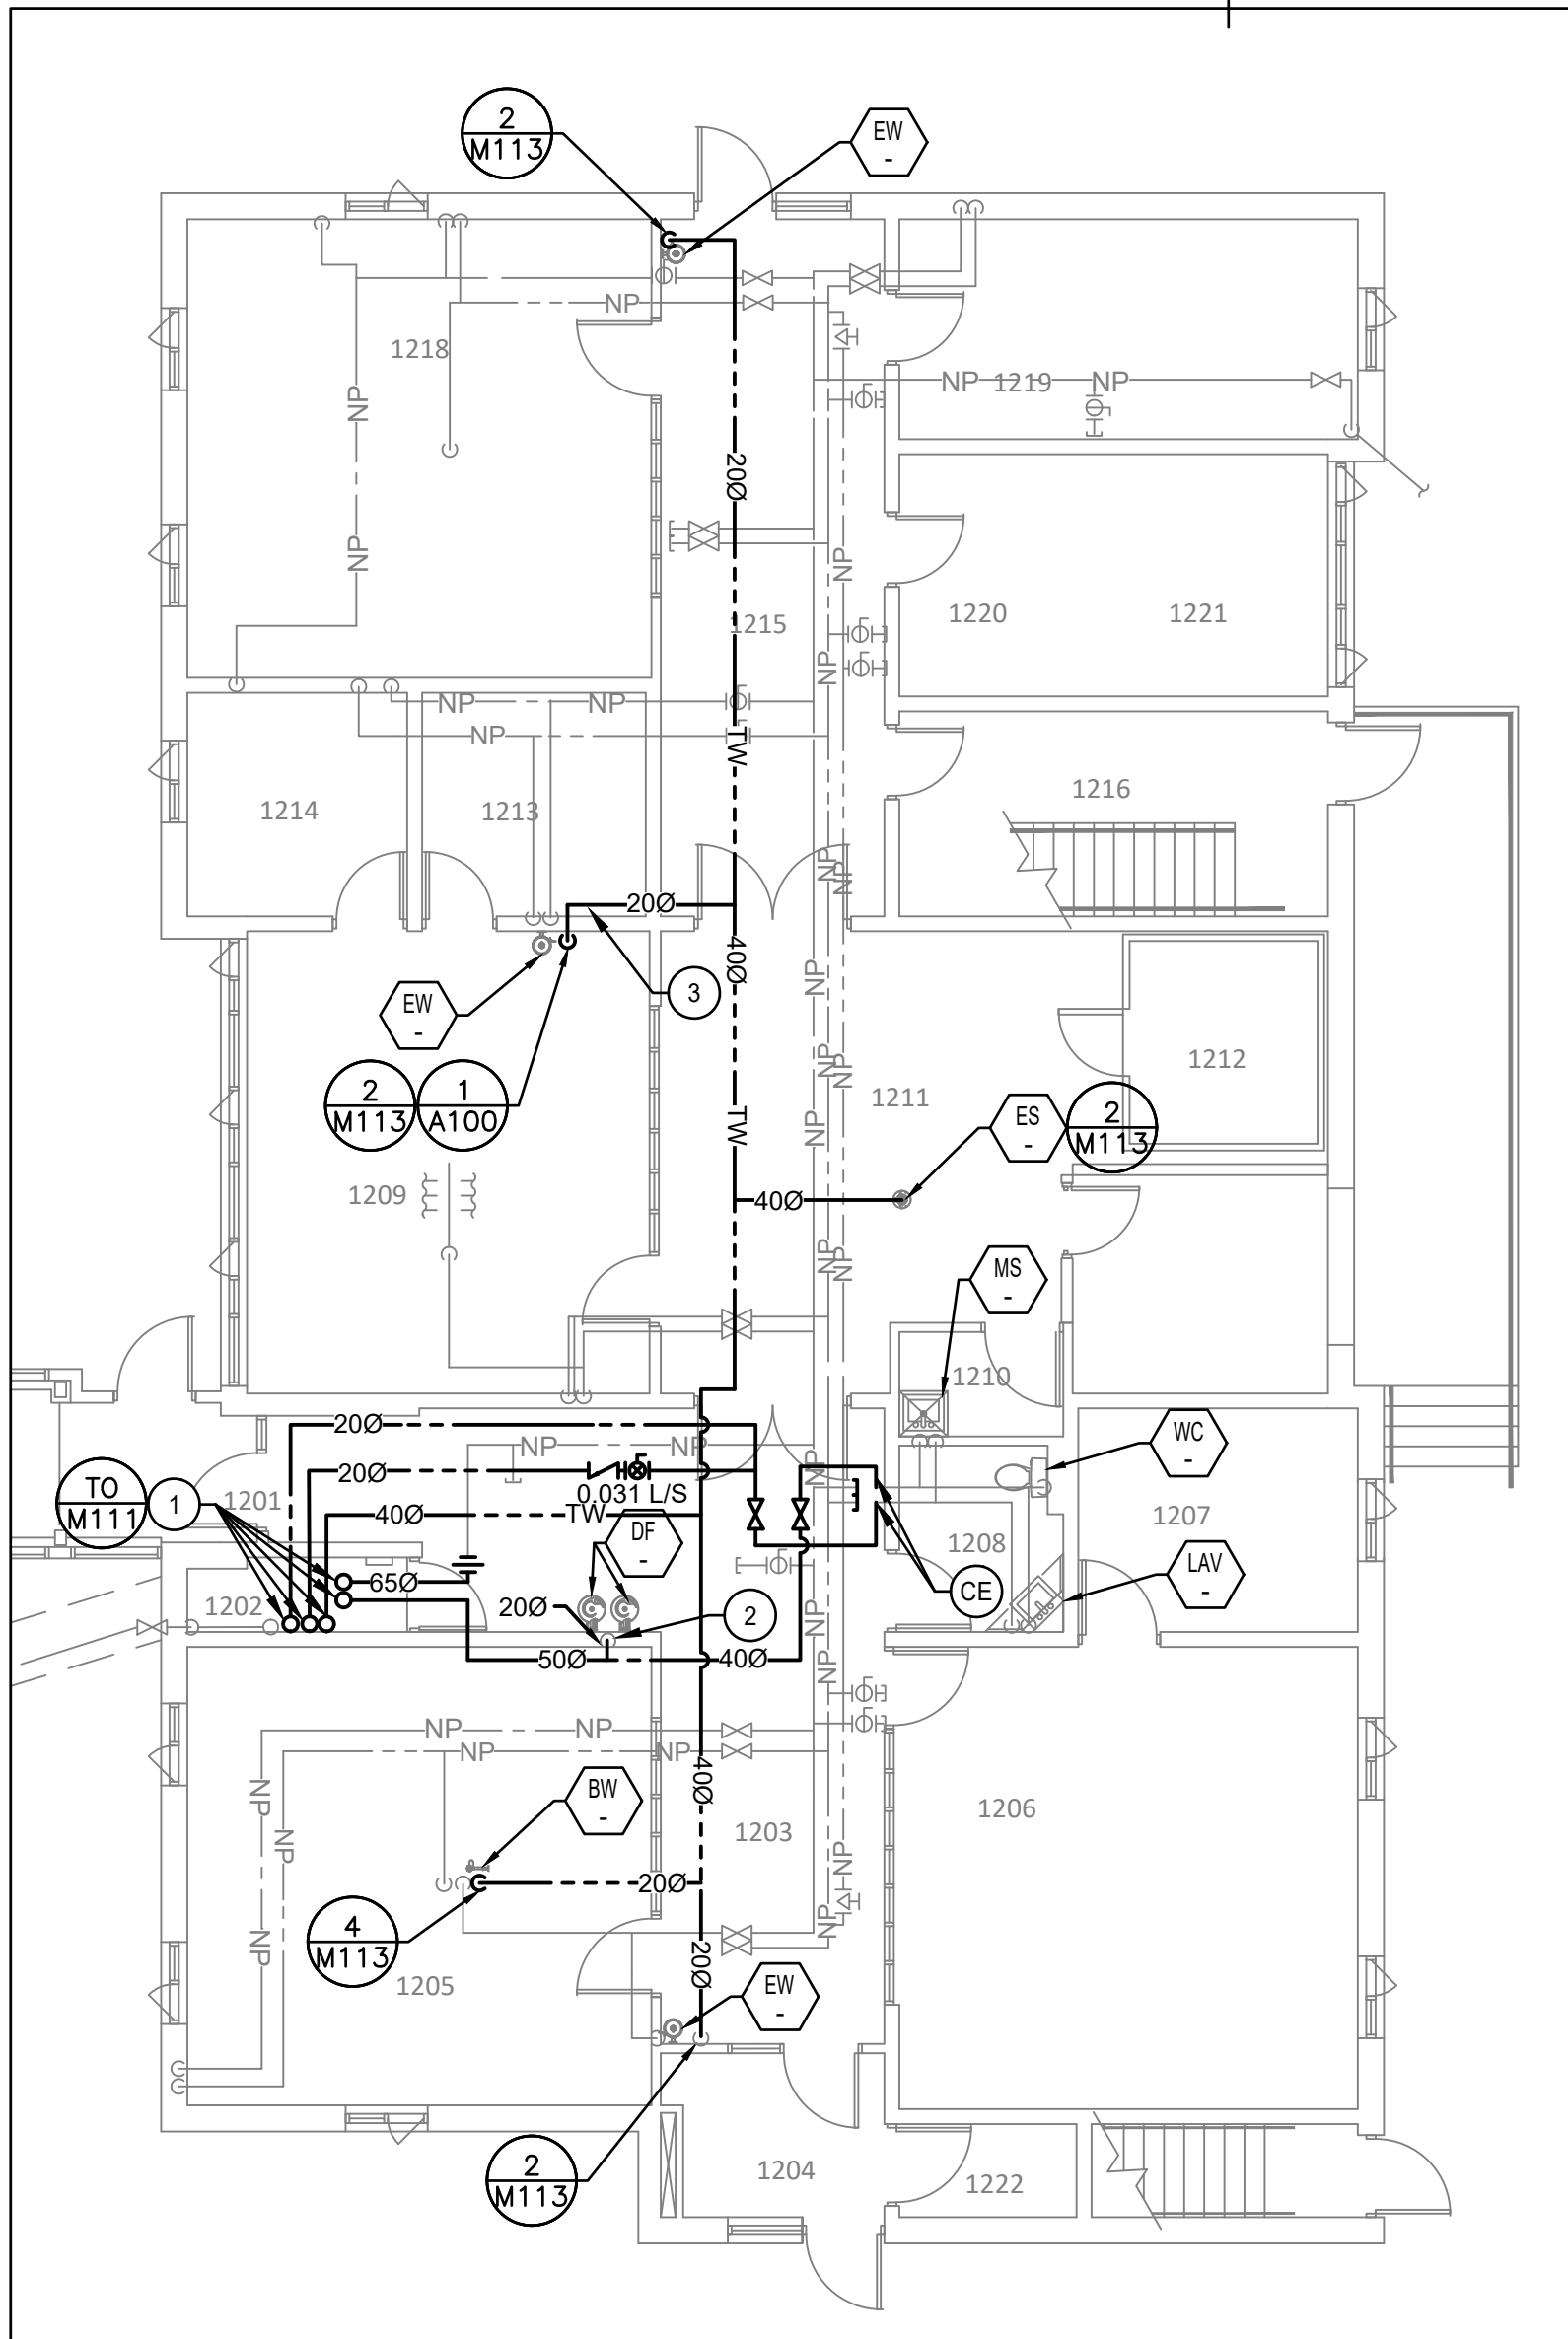 2
M113
EW
-
NP
1218
NP
1219
NP
NP
20Ø
NP
NP
1220
1221
1215
NP
NP
NP
NP
TW
1216
1214
1213
NP
NP
20Ø
40Ø
NP
3
EW
-
1212
NP
NP
2
M113
1
A100
1211
ES
-
2
M113
TW
NP
1209
40Ø
NP
NP
MS
-
1210
20Ø
NP
NP
WC
-
20Ø
NP
TO
M111
1
1201
0.031 L/S
40Ø
TW
DF
-
1208
1207
LAV
-
65Ø
CE
1202
20Ø
2
NP
50Ø
40Ø
NP
NP
NP
NP
NP
40Ø
NP
NP
BW
-
1203
1206
NP
20Ø
4
M113
NP
NP
20Ø
1205
EW
-
2
M113
1204
1222